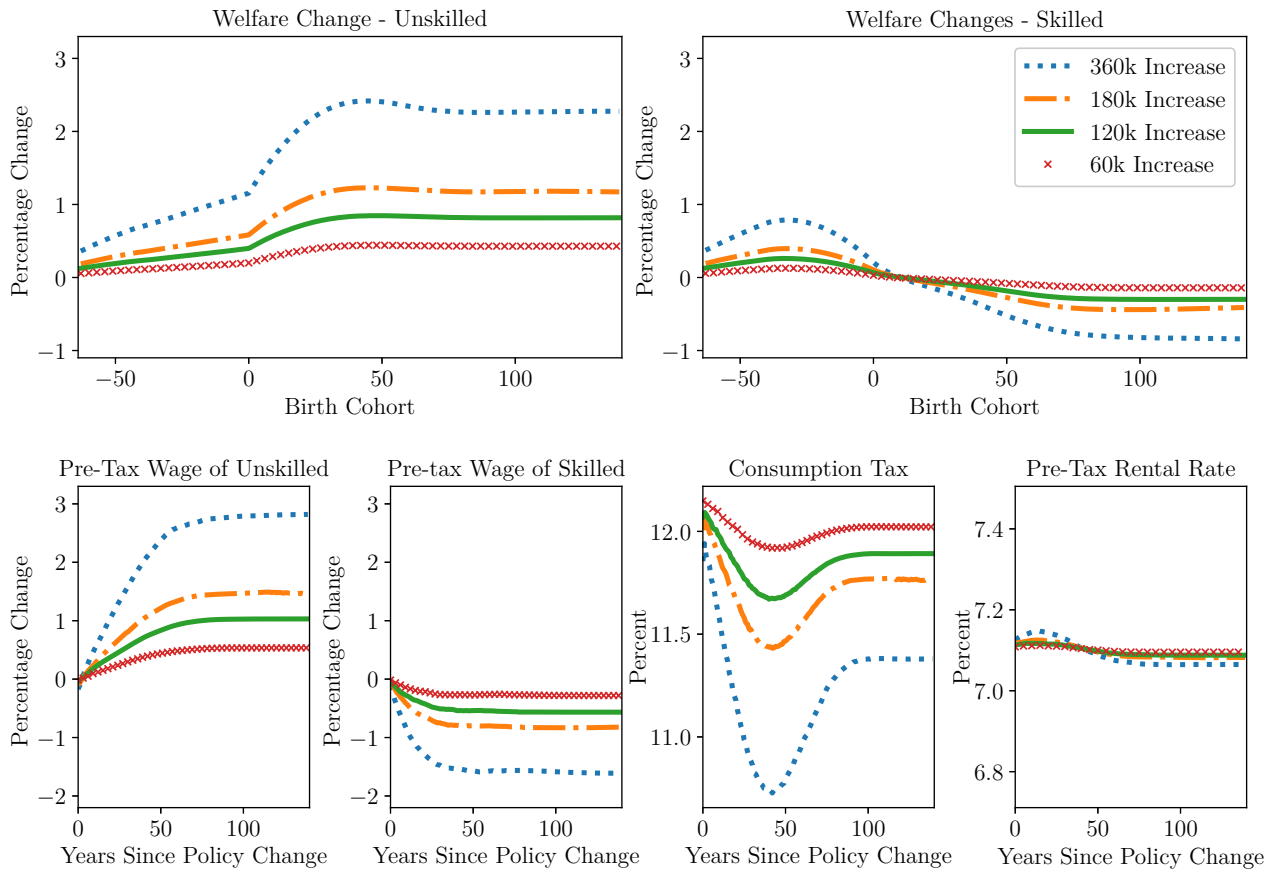 Welfare Change - Unskilled
3
2
1
0
−1
Percentage Change
−50
0
50
100
Birth Cohort
Welfare Changes - Skilled
360k Increase
180k Increase
120k Increase
60k Increase
3
2
1
0
−1
Percentage Change
−50
0
50
100
Birth Cohort
Pre-Tax Wage of Unskilled
3
2
1
0
−1
−2
Percentage Change
0
50
100
Years Since Policy Change
Pre-tax Wage of Skilled
3
2
1
0
−1
−2
Percentage Change
0
50
100
Years Since Policy Change
Consumption Tax
12.0
11.5
11.0
Percent
0
50
100
Years Since Policy Change
Pre-Tax Rental Rate
7.4
7.2
7.0
6.8
Percent
0
50
100
Years Since Policy Change